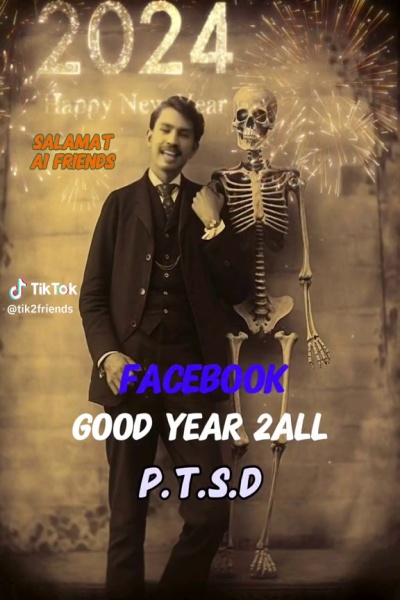 2024
Happy New Year
SALAMAT
AI FRIENDS
TikTok
@tik2friends
FACEBOOK
GOOD YEAR 2ALL
P.T.S.D